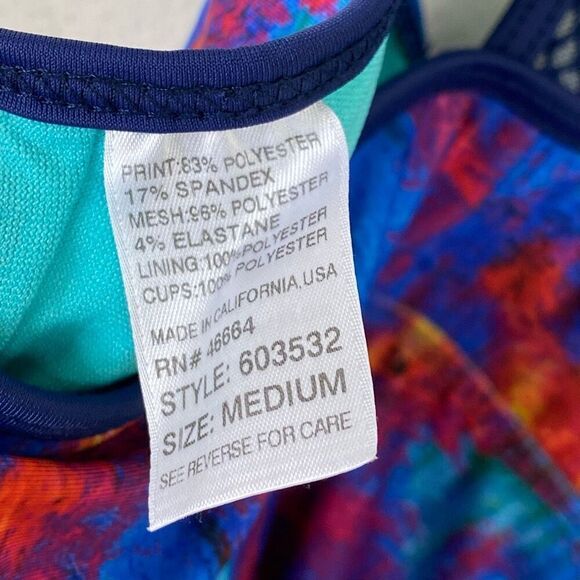 PRINT:83% POLYESTER
17% SPANDEX
MESH:96% POLYESTER
4% ELASTANE
LINING:100% POLYESTER
CUPS:100% POLYESTER
MADE IN CALIFORNIA, USA
RN# 46664
STYLE: 603532
SIZE: MEDIUM
SEE REVERSE FOR CARE